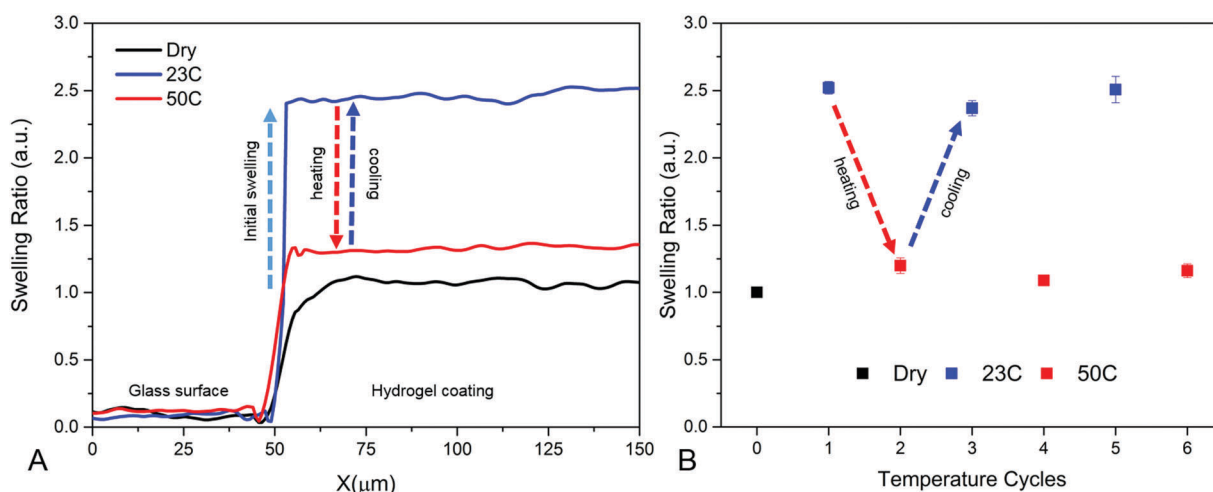 3.0
2.5
2.0
1.5
1.0
0.5
0.0
Swelling Ratio (a.u.)
Dry
23C
50C
Initial swelling
heating
cooling
Glass surface
Hydrogel coating
0
25
50
75
100
125
150
X(μm)
A
3.0
2.5
2.0
1.5
1.0
0.5
0.0
Swelling Ratio (a.u.)
heating
cooling
Dry 23C 50C
0
1
2
3
4
5
6
Temperature Cycles
B